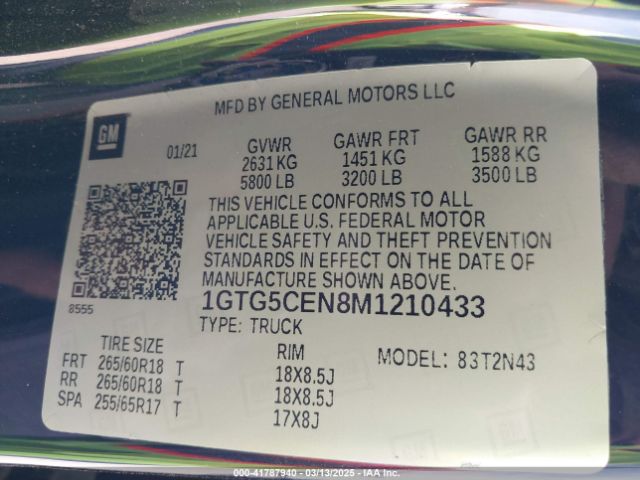 MFD BY GENERAL MOTORS LLC
GM
01/21
GVWR GAWR FRT GAWR RR
2631 KG 1451 KG 1588 KG
5800 LB 3200 LB 3500 LB
THIS VEHICLE CONFORMS TO ALL
APPLICABLE U.S. FEDERAL MOTOR
VEHICLE SAFETY AND THEFT PREVENTION
STANDARDS IN EFFECT ON THE DATE OF
MANUFACTURE SHOWN ABOVE.
8555
1GTG5CEN8M1210433
TYPE: TRUCK
TIRE SIZE RIM MODEL: 83T2N43
FRT 265/60R18 T 18X8.5J
RR 265/60R18 T 18X8.5J
SPA 255/65R17 T 17X8J
000-41787940 - 03/13/2025 - IAA Inc.